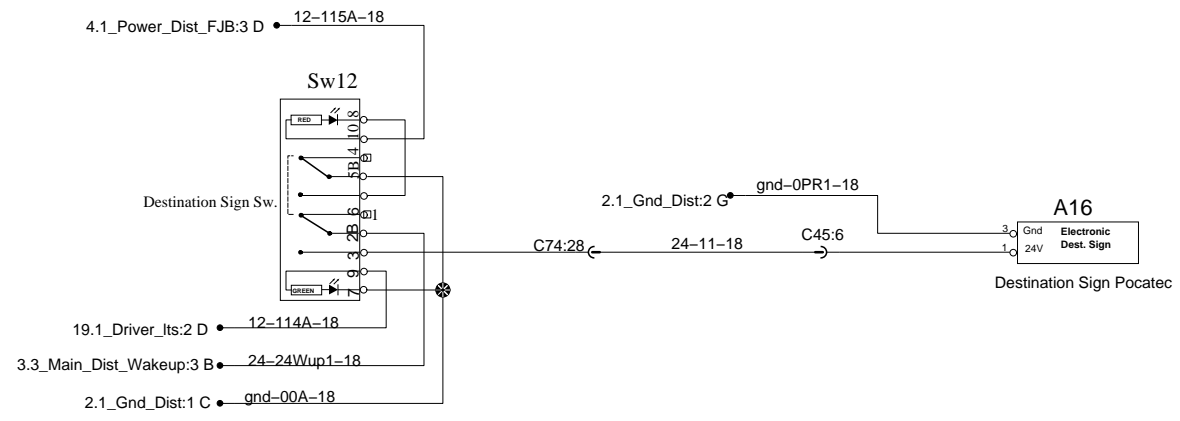 12−115A−18
4.1_Power_Dist_FJB:3 D
Sw12
RED
8
10
4
5B
Destination Sign Sw.
6
1
2B
3
9
GREEN
7
gnd−0PR1−18
2.1_Gnd_Dist:2 G
A16
C74:28
24−11−18
C45:6
3
Gnd
Electronic
1
24V
Dest. Sign
Destination Sign Pocatec
12−114A−18
19.1_Driver_lts:2 D
24−24Wup1−18
3.3_Main_Dist_Wakeup:3 B
gnd−00A−18
2.1_Gnd_Dist:1 C